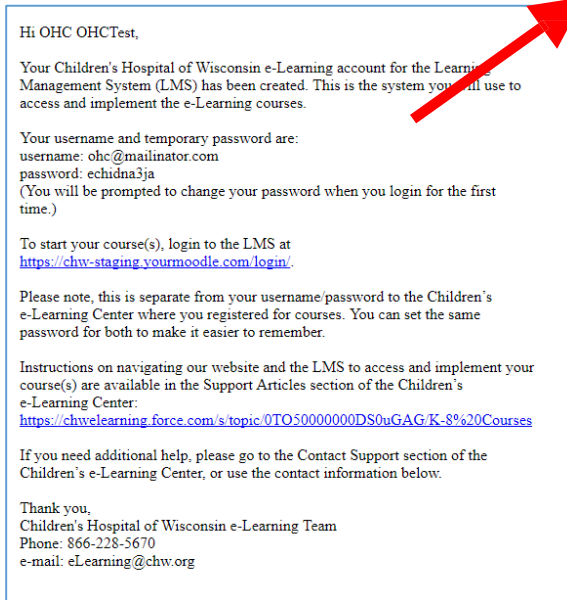 Hi OHC OHCTest,
Your Children's Hospital of Wisconsin e-Learning account for the Learning
Management System (LMS) has been created. This is the system you will use to
access and implement the e-Learning courses.
Your username and temporary password are:
username: ohc@mailinator.com
password: echidna3ja
(You will be prompted to change your password when you login for the first
time.)
To start your course(s), login to the LMS at
https://chw-staging.yourmoodle.com/login/.
Please note, this is separate from your username/password to the Children’s
e-Learning Center where you registered for courses. You can set the same
password for both to make it easier to remember.
Instructions on navigating our website and the LMS to access and implement your
course(s) are available in the Support Articles section of the Children’s
e-Learning Center:
https://chwelearning.force.com/s/topic/0TO50000000DS0uGAG/K-8%20Courses
If you need additional help, please go to the Contact Support section of the
Children’s e-Learning Center, or use the contact information below.
Thank you,
Children's Hospital of Wisconsin e-Learning Team
Phone: 866-228-5670
e-mail: eLearning@chw.org